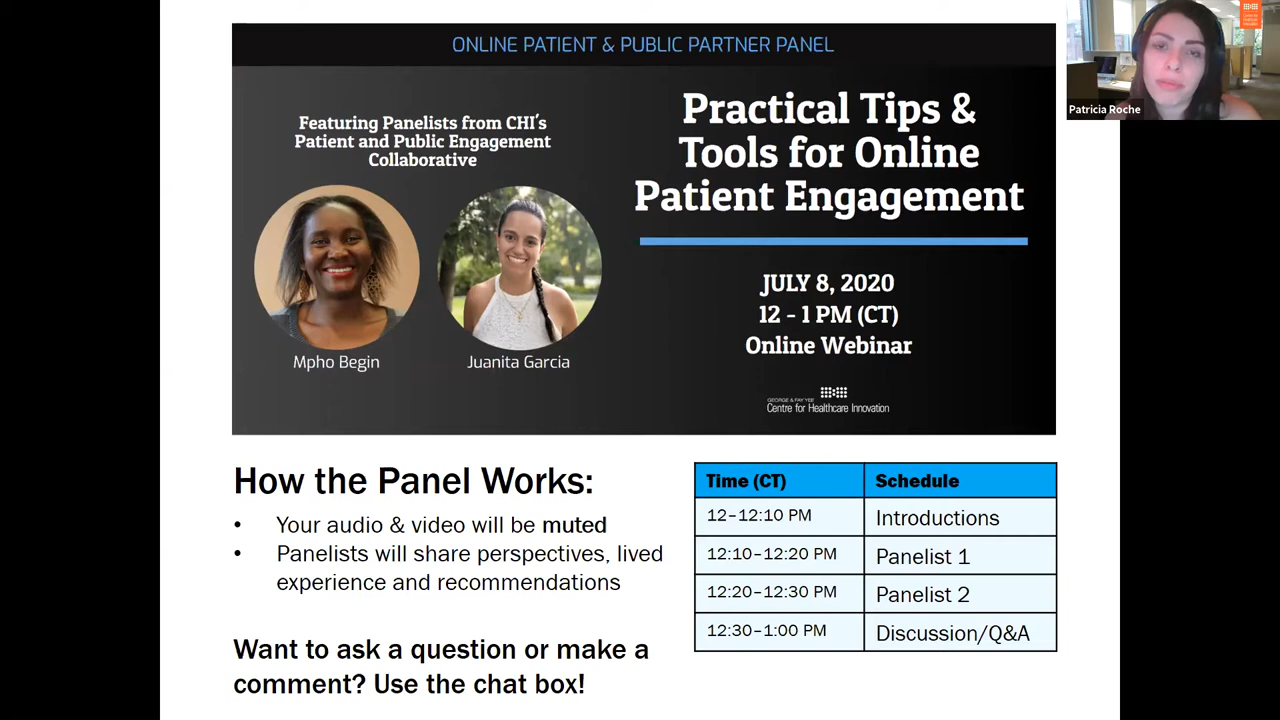 ONLINE PATIENT & PUBLIC PARTNER PANEL
Featuring Panelists from CHI's
Patient and Public Engagement
Collaborative
Mpho Begin
Juanita Garcia
Practical Tips &
Tools for Online
Patient Engagement
JULY 8, 2020
12 - 1 PM (CT)
Online Webinar
GEORGE & FAY YEE
Centre for Healthcare Innovation
Patricia Roche
How the Panel Works:
• Your audio & video will be muted
• Panelists will share perspectives, lived
experience and recommendations
Want to ask a question or make a
comment? Use the chat box!
Time (CT) Schedule
12–12:10 PM Introductions
12:10–12:20 PM Panelist 1
12:20–12:30 PM Panelist 2
12:30–1:00 PM Discussion/Q&A